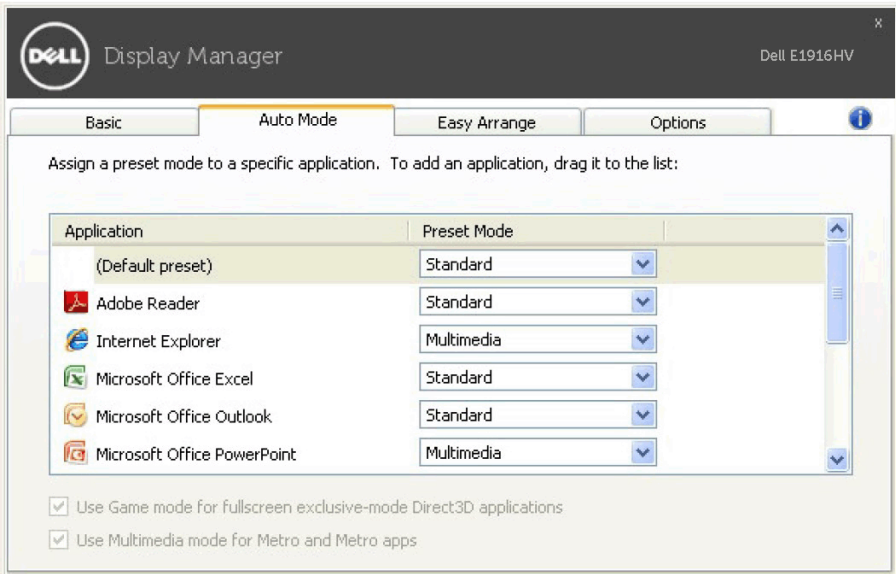 DELL Display Manager
x
Dell E1916HV
Basic Auto Mode Easy Arrange Options
Assign a preset mode to a specific application. To add an application, drag it to the list:
Application Preset Mode
(Default preset) Standard
Adobe Reader Standard
Internet Explorer Multimedia
Microsoft Office Excel Standard
Microsoft Office Outlook Standard
Microsoft Office PowerPoint Multimedia
Use Game mode for fullscreen exclusive-mode Direct3D applications
Use Multimedia mode for Metro and Metro apps